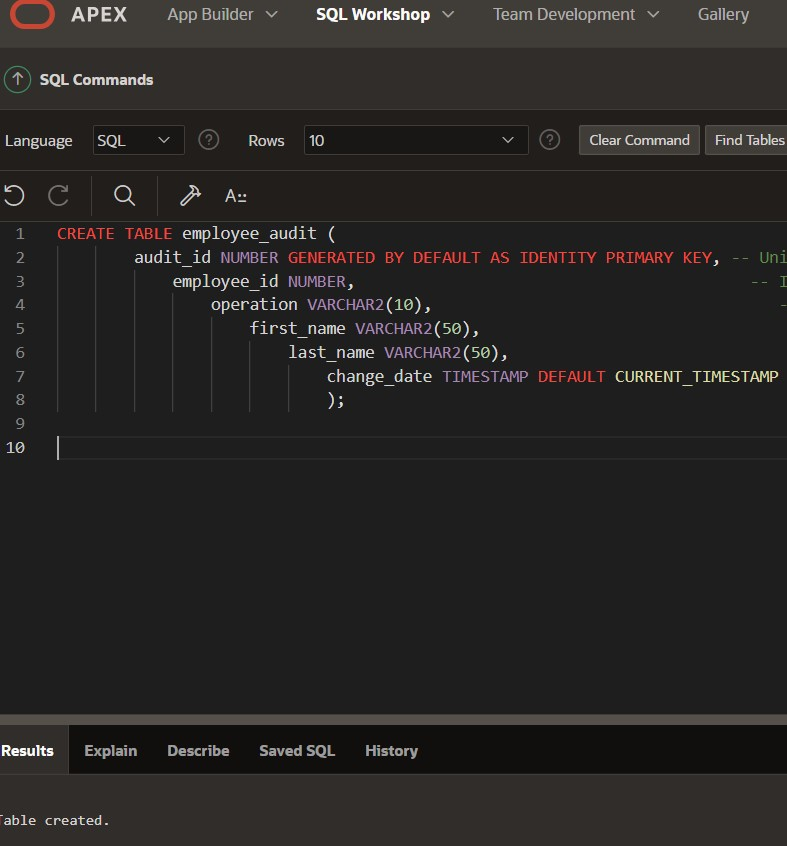 APEX App Builder SQL Workshop Team Development Gallery
SQL Commands
Language SQL Rows 10 Clear Command Find Tables
A::
1 CREATE TABLE employee_audit (
2 audit_id NUMBER GENERATED BY DEFAULT AS IDENTITY PRIMARY KEY, -- Uni
3 employee_id NUMBER, -- I
4 operation VARCHAR2(10), -
5 first_name VARCHAR2(50),
6 last_name VARCHAR2(50),
7 change_date TIMESTAMP DEFAULT CURRENT_TIMESTAMP
8 );
9
10
Results Explain Describe Saved SQL History
Table created.